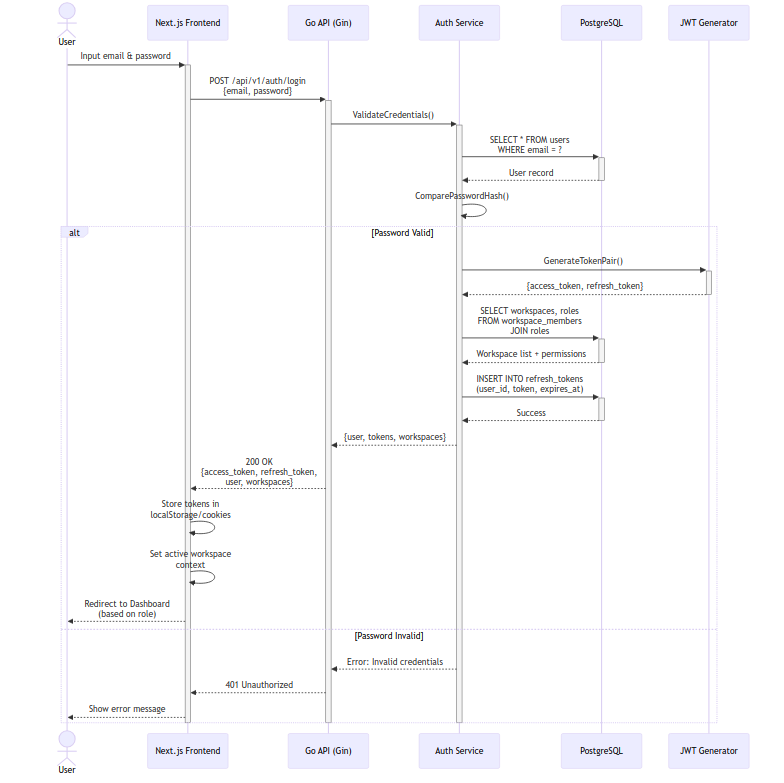 User
Next.js Frontend
Go API (Gin)
Auth Service
PostgreSQL
JWT Generator
Input email & password
POST /api/v1/auth/login
{email, password}
ValidateCredentials()
SELECT * FROM users
WHERE email = ?
User record
ComparePasswordHash()
alt
[Password Valid]
GenerateTokenPair()
{access_token, refresh_token}
SELECT workspaces, roles
FROM workspace_members
JOIN roles
Workspace list + permissions
INSERT INTO refresh_tokens
(user_id, token, expires_at)
Success
{user, tokens, workspaces}
200 OK
{access_token, refresh_token,
user, workspaces}
Store tokens in
localStorage/cookies
Set active workspace
context
Redirect to Dashboard
(based on role)
[Password Invalid]
Error: Invalid credentials
401 Unauthorized
Show error message
User
Next.js Frontend
Go API (Gin)
Auth Service
PostgreSQL
JWT Generator